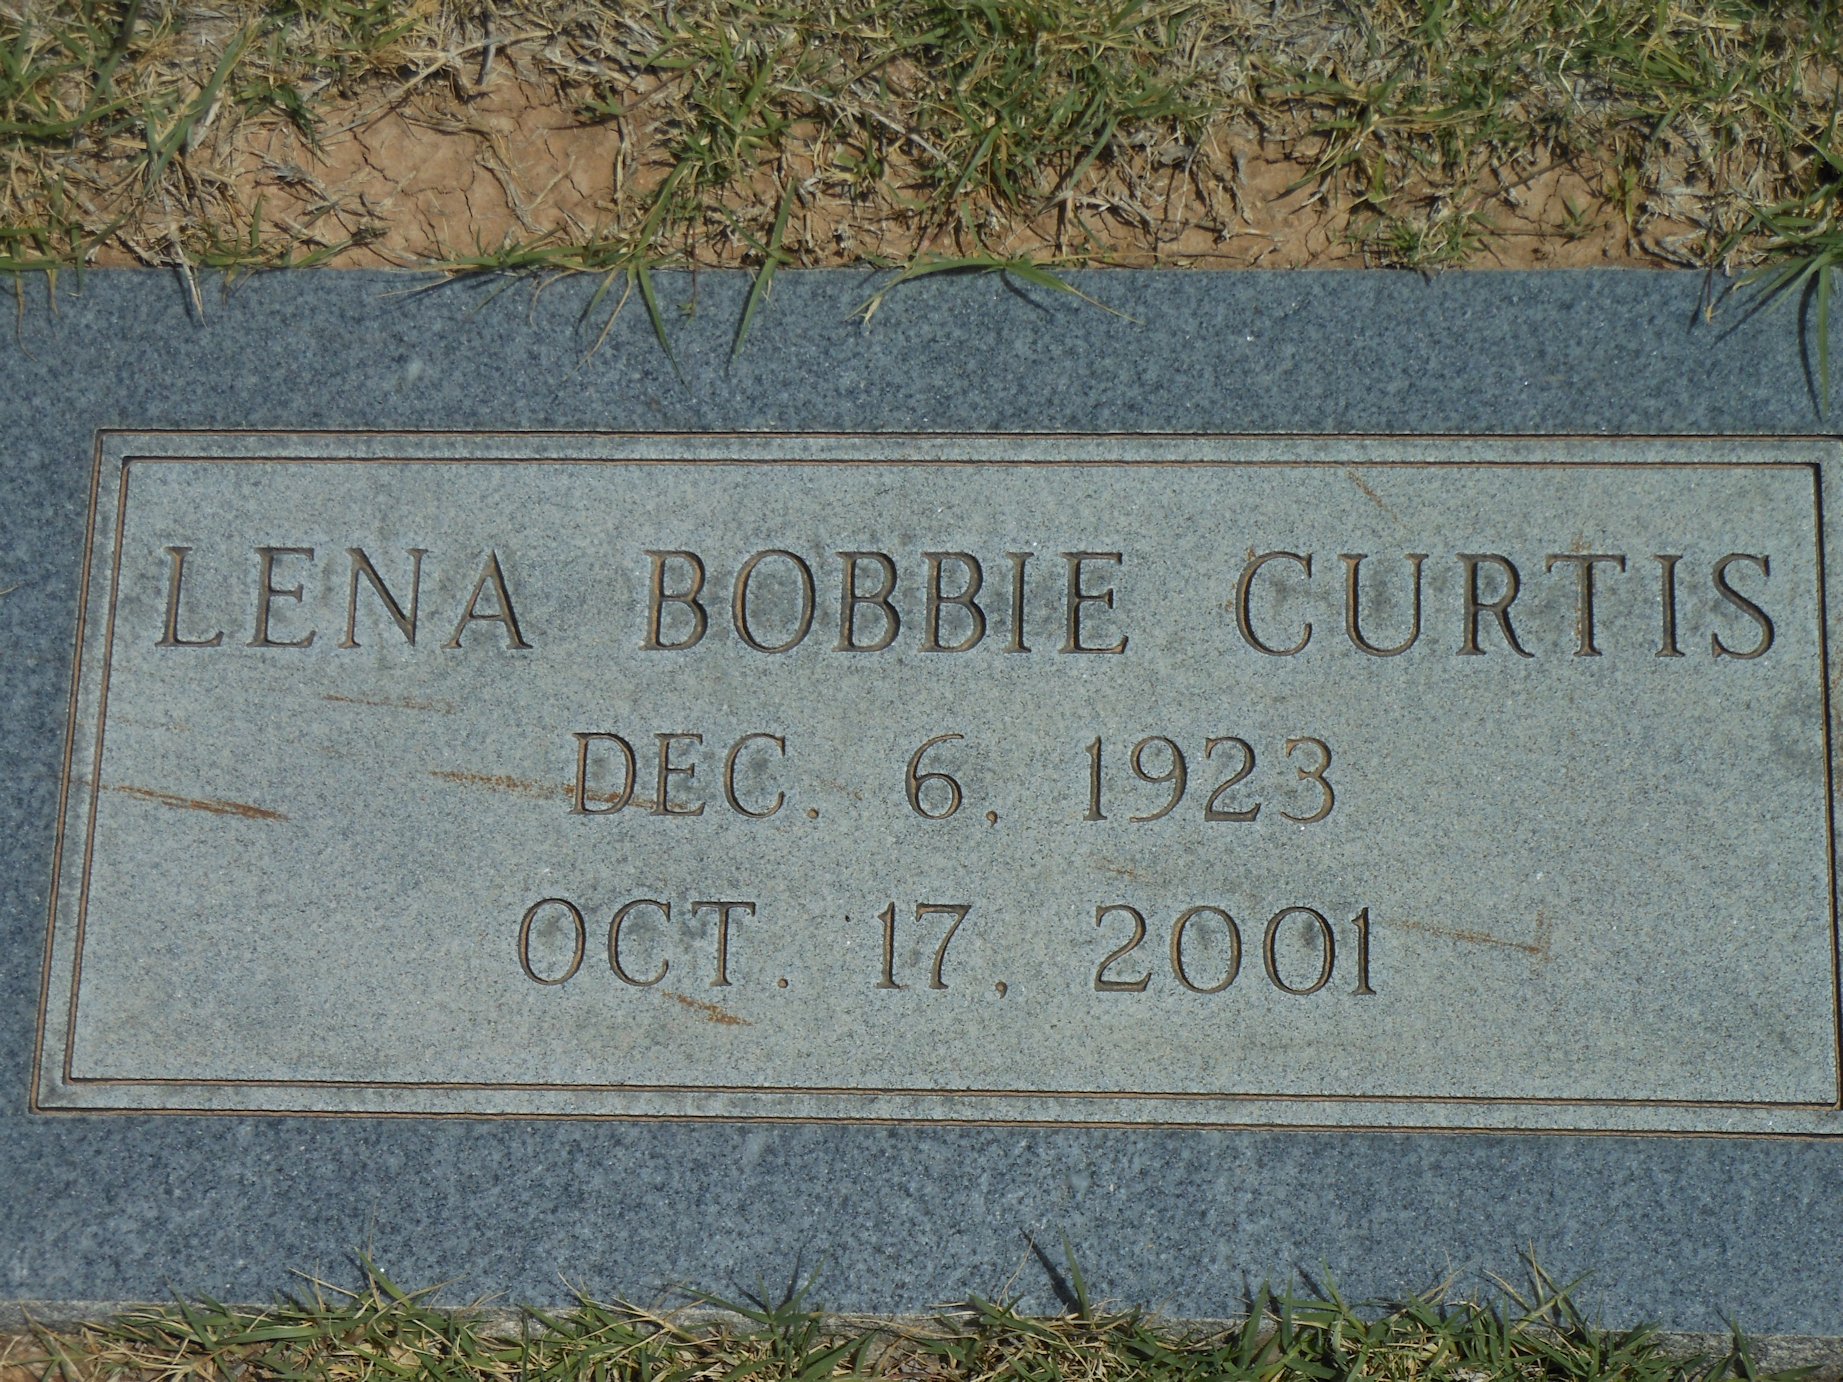 LENA BOBBIE CURTIS
DEC. 6, 1923
OCT. 17, 2001